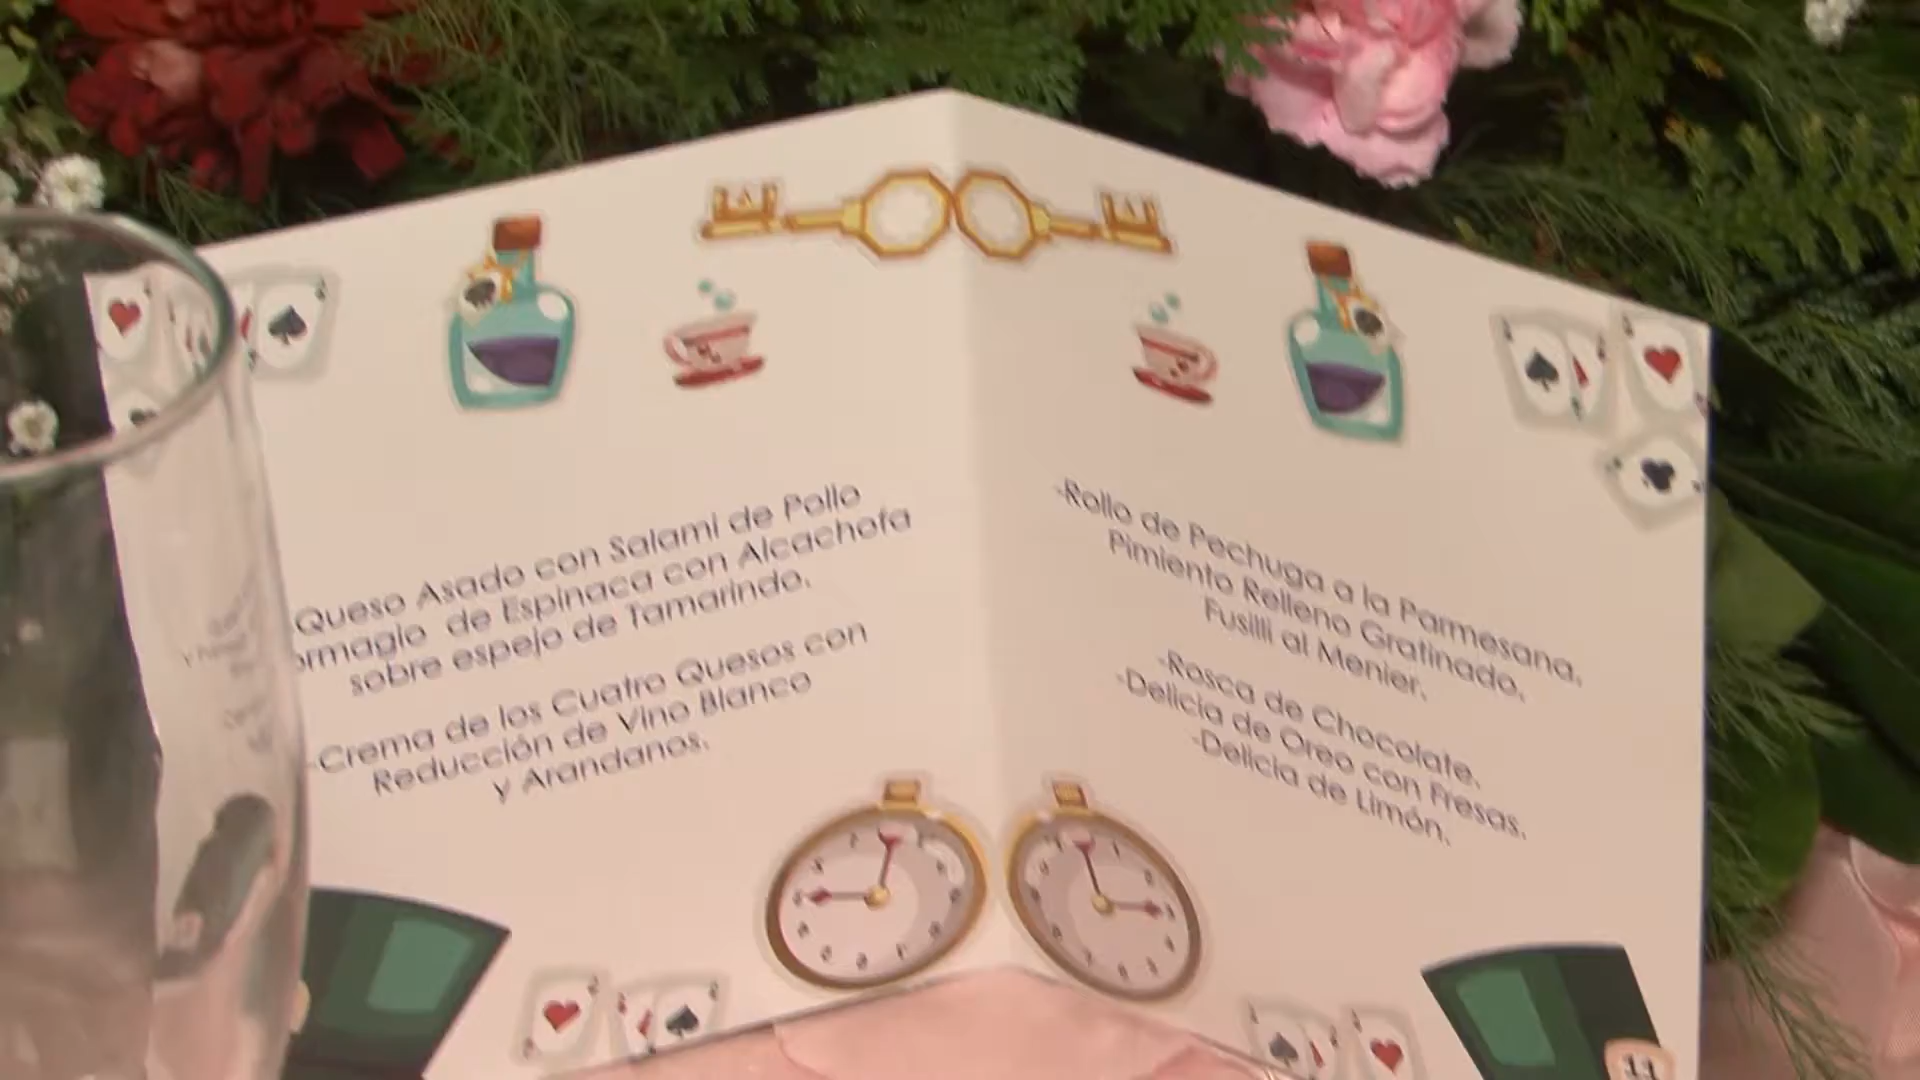 Queso Asado con Salami de Pollo
de Espinaca con Alcachofa
sobre espejo de Tamarindo.
-Crema de los Cuatro Quesos con
Reducción de Vino Blanco
y Arandanos.
-Rollo de Pechuga a la Parmesana.
Pimiento Relleno Gratinado.
Fusilli al Menier.
-Rosca de Chocolate.
-Delicia de Oreo con Fresas.
-Delicia de Limón.